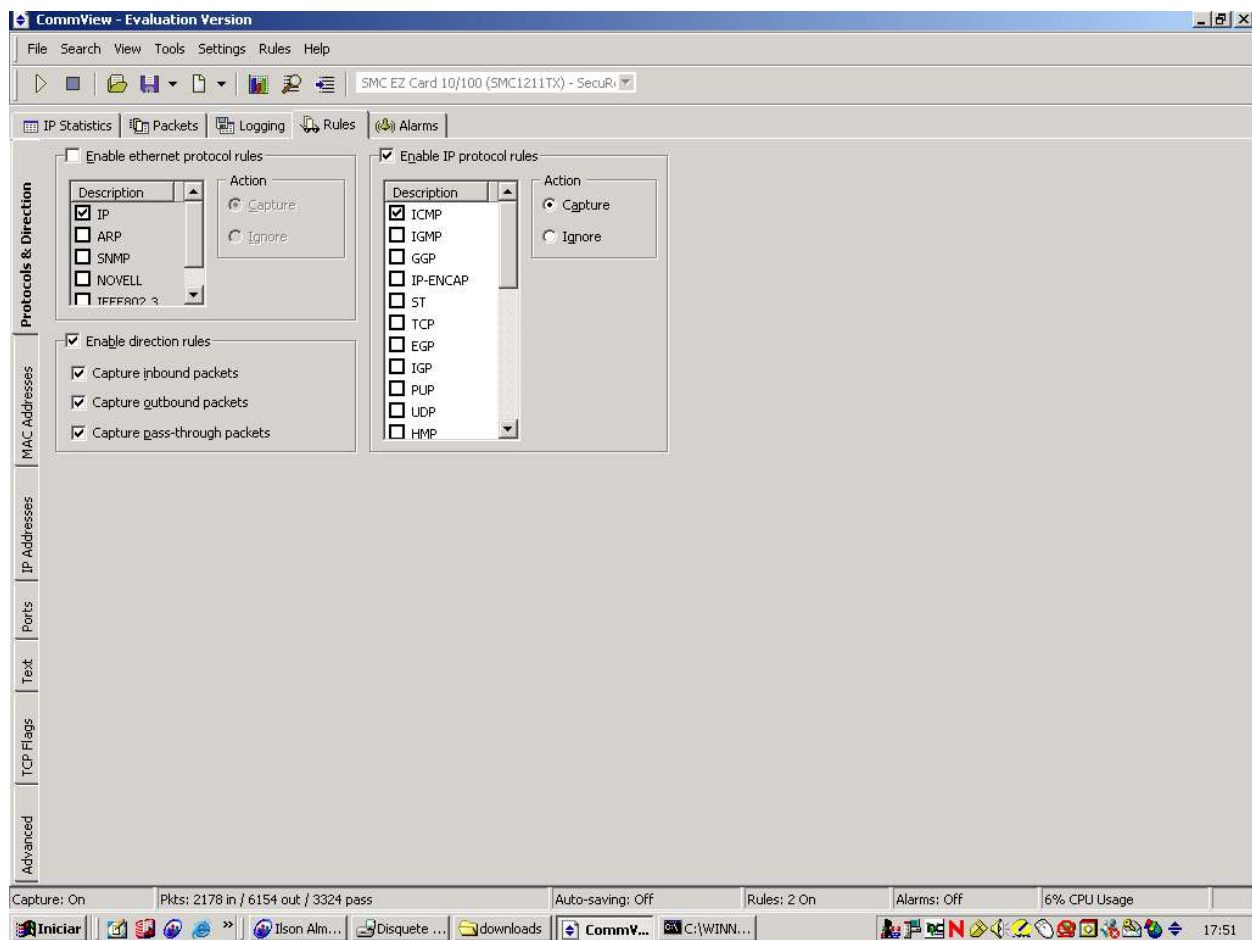 CommView - Evaluation Version
File Search View Tools Settings Rules Help
SMC EZ Card 10/100 (SMC1211TX) - SecuR
IP Statistics Packets Logging Rules Alarms
Protocols & Direction
MAC Addresses
IP Addresses
Ports
Text
TCP Flags
Advanced
Enable ethernet protocol rules
Description
IP
ARP
SNMP
NOVELL
IEEE802.3
Action
Capture
Ignore
Enable direction rules
Capture inbound packets
Capture outbound packets
Capture pass-through packets
Enable IP protocol rules
Description
ICMP
IGMP
GGP
IP-ENCAP
ST
TCP
EGP
IGP
PUP
UDP
HMP
Action
Capture
Ignore
Capture: On Pkts: 2178 in / 6154 out / 3324 pass Auto-saving: Off Rules: 2 On Alarms: Off 6% CPU Usage
Iniciar » Ilson Alm... Disquete ... downloads CommV... C:\WINN... 17:51